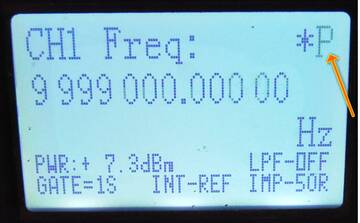 CH1 Freq: *P
9 999 000.000 00
Hz
PWR:+ 7.3dBm LPF-OFF
GATE=1S INT-REF IMP-50R